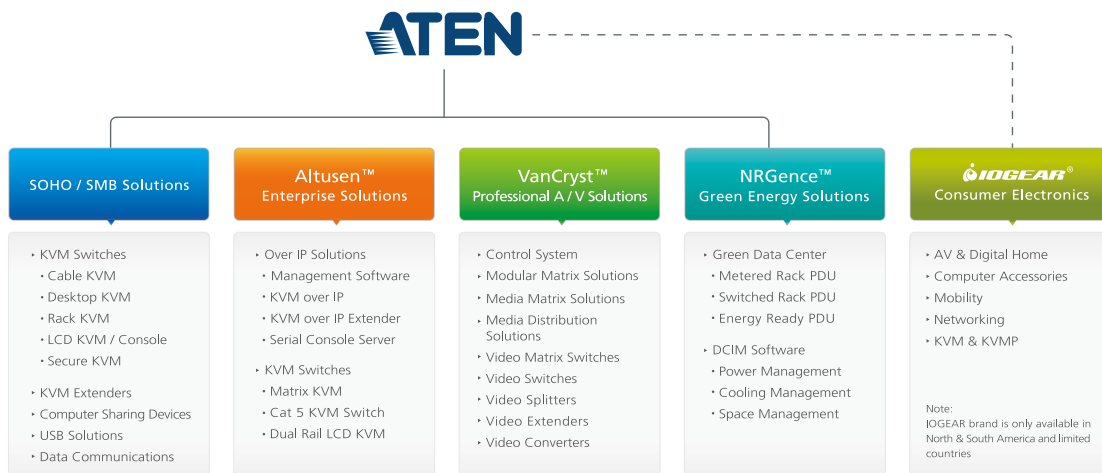 ATEN
SOHO / SMB Solutions
‣ KVM Switches
• Cable KVM
• Desktop KVM
• Rack KVM
• LCD KVM / Console
• Secure KVM
‣ KVM Extenders
‣ Computer Sharing Devices
‣ USB Solutions
‣ Data Communications
Altusen™
Enterprise Solutions
‣ Over IP Solutions
• Management Software
• KVM over IP
• KVM over IP Extender
• Serial Console Server
‣ KVM Switches
• Matrix KVM
• Cat 5 KVM Switch
• Dual Rail LCD KVM
VanCryst™
Professional A / V Solutions
‣ Control System
‣ Modular Matrix Solutions
‣ Media Matrix Solutions
‣ Media Distribution
Solutions
‣ Video Matrix Switches
‣ Video Switches
‣ Video Splitters
‣ Video Extenders
‣ Video Converters
NRGence™
Green Energy Solutions
‣ Green Data Center
• Metered Rack PDU
• Switched Rack PDU
• Energy Ready PDU
‣ DCIM Software
• Power Management
• Cooling Management
• Space Management
IOGEAR®
Consumer Electronics
‣ AV & Digital Home
‣ Computer Accessories
‣ Mobility
‣ Networking
‣ KVM & KVMP
Note:
IOGEAR brand is only available in
North & South America and limited
countries